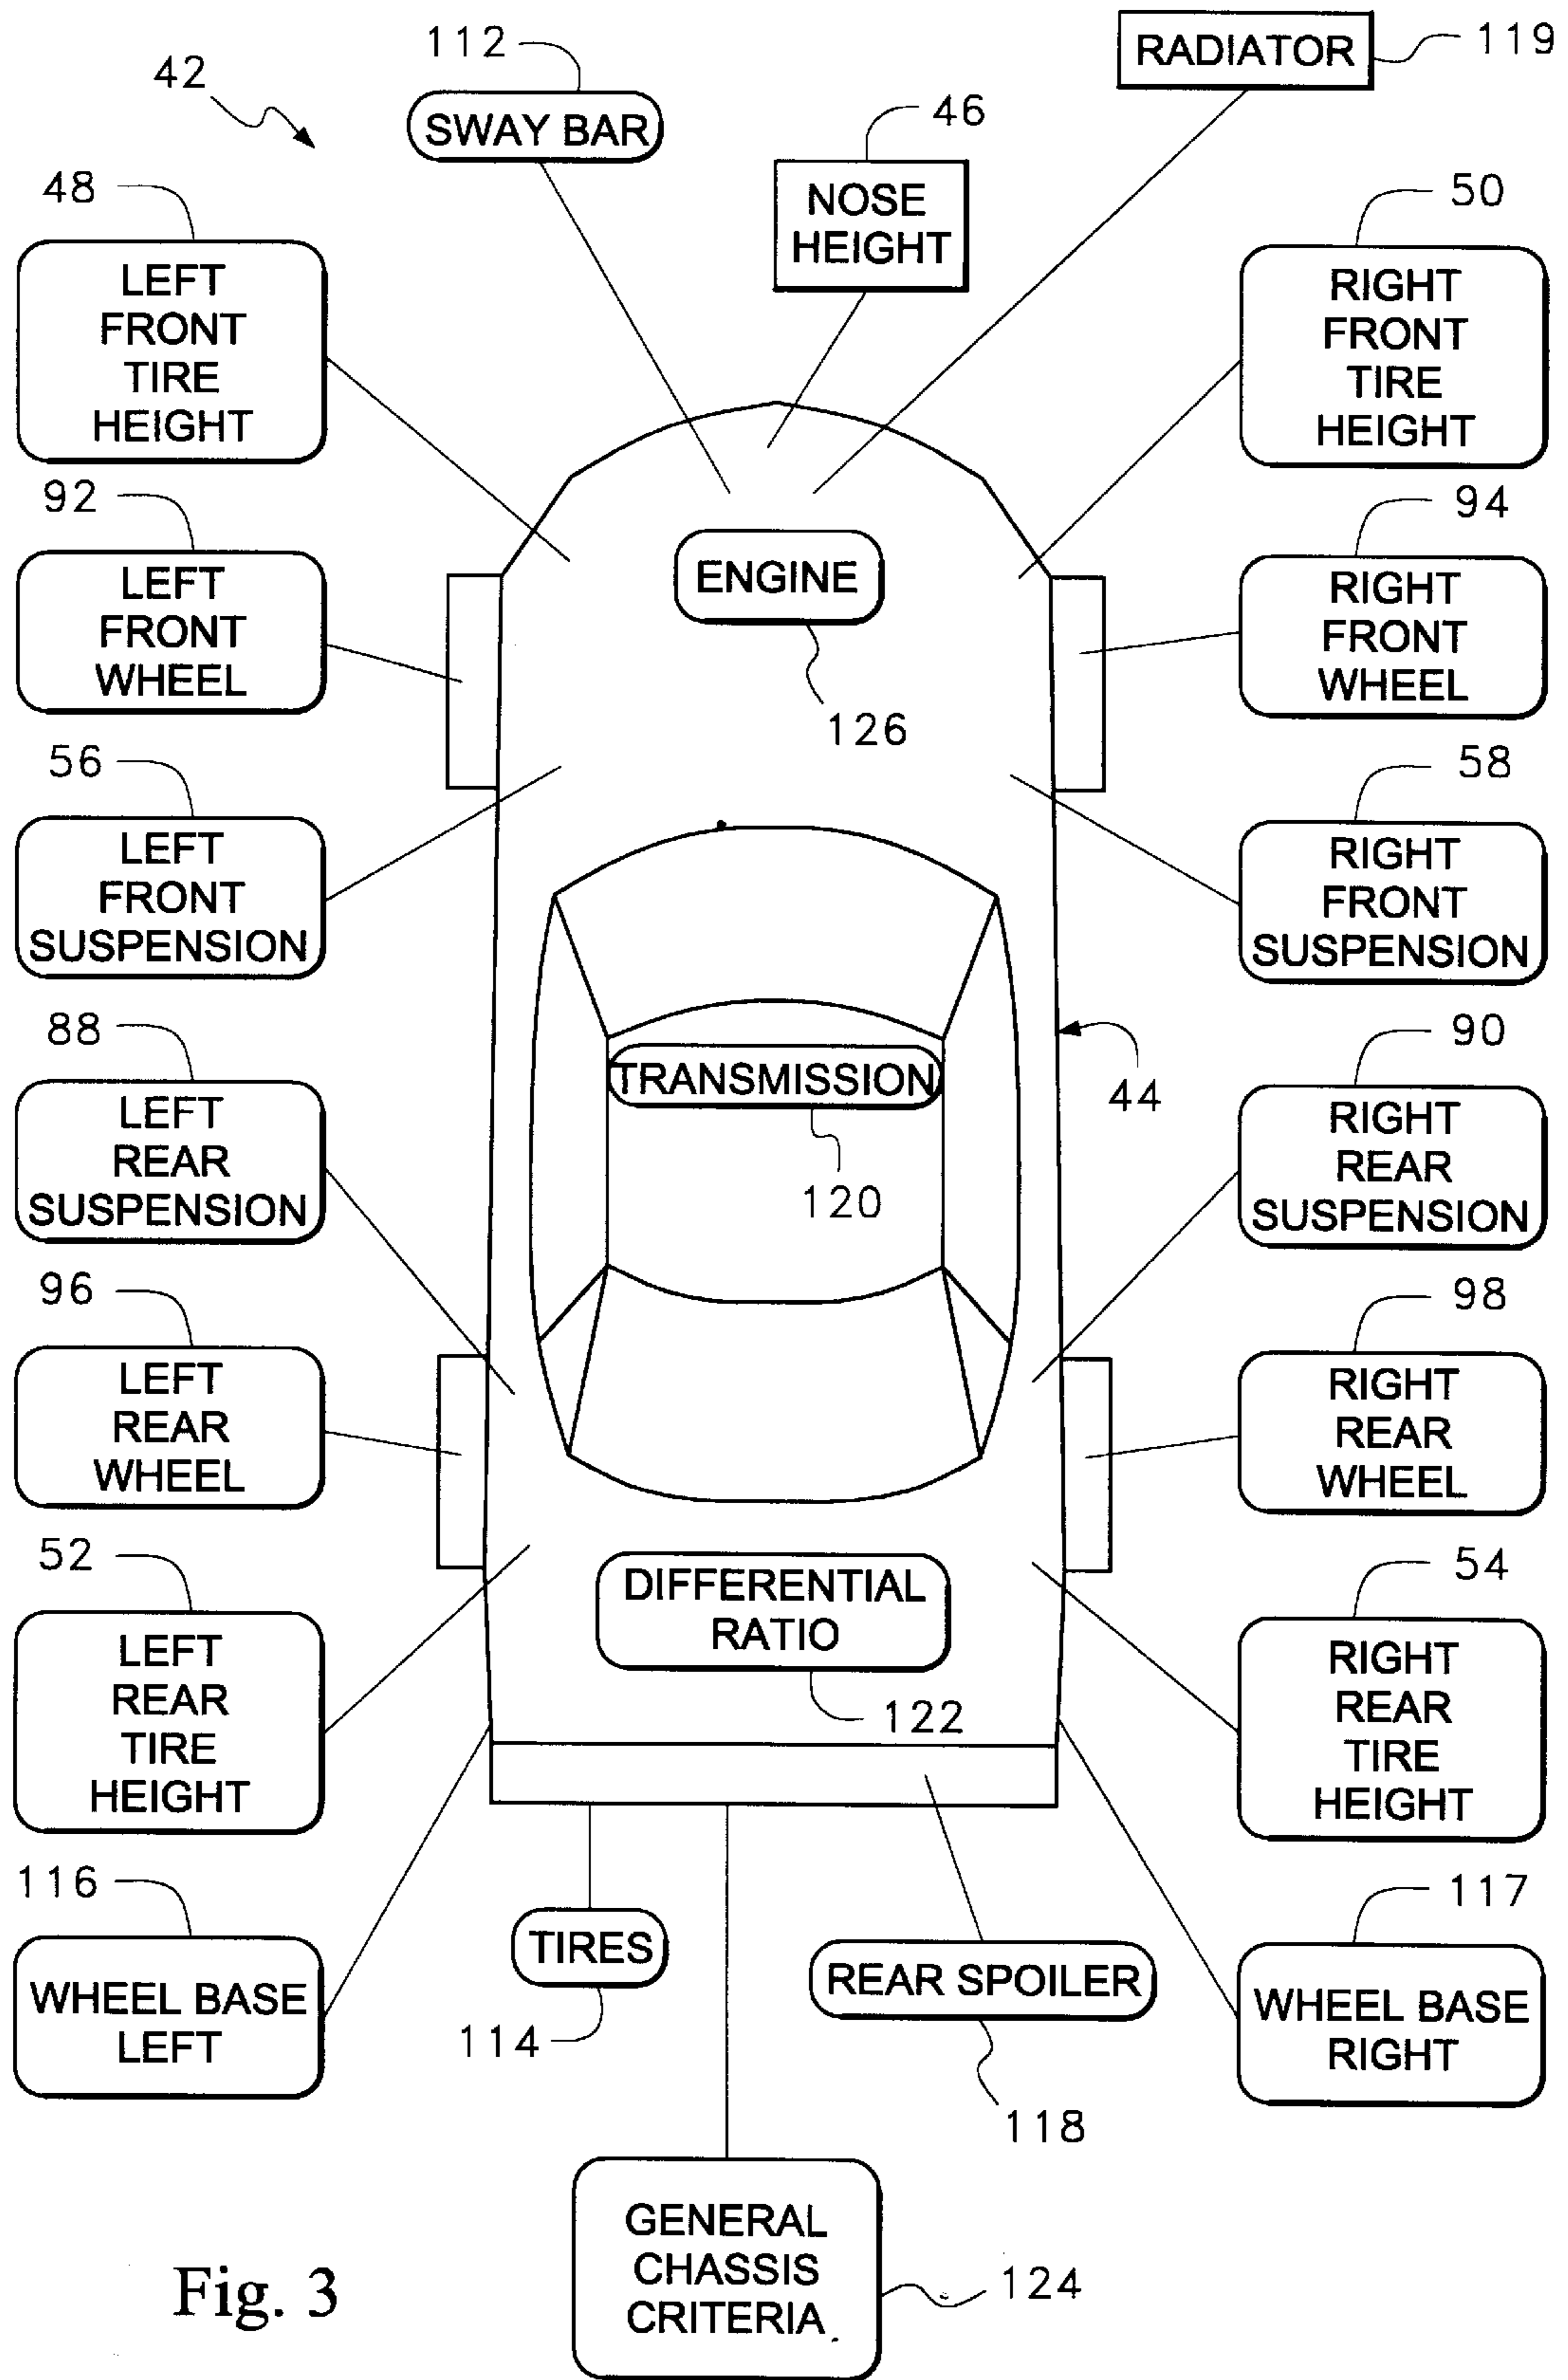 112
RADIATOR
119
42
SWAY BAR
46
48
NOSE
HEIGHT
50
LEFT
FRONT
TIRE
HEIGHT
RIGHT
FRONT
TIRE
HEIGHT
92
94
LEFT
FRONT
WHEEL
ENGINE
RIGHT
FRONT
WHEEL
126
56
58
LEFT
FRONT
SUSPENSION
RIGHT
FRONT
SUSPENSION
88
90
TRANSMISSION
44
LEFT
REAR
SUSPENSION
RIGHT
REAR
SUSPENSION
120
96
98
LEFT
REAR
WHEEL
RIGHT
REAR
WHEEL
52
54
DIFFERENTIAL
RATIO
LEFT
REAR
TIRE
HEIGHT
RIGHT
REAR
TIRE
HEIGHT
122
116
117
TIRES
REAR SPOILER
WHEEL BASE
LEFT
WHEEL BASE
RIGHT
114
118
GENERAL
CHASSIS
CRITERIA
124
Fig. 3